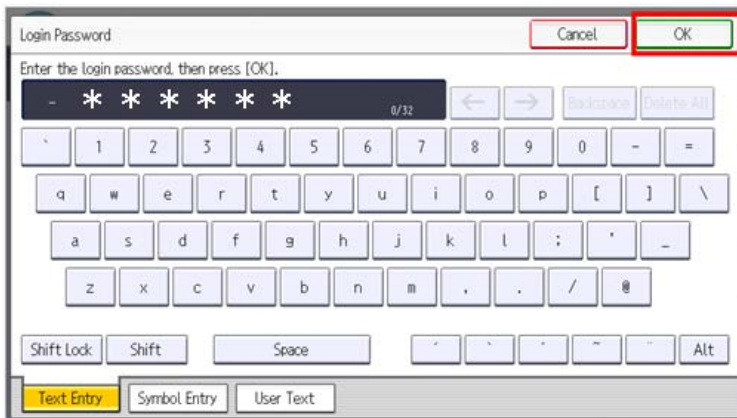 Login Password Cancel OK
Enter the login password, then press [OK].
_ * * * * * * 0/32 ← → Backspace Delete All
` 1 2 3 4 5 6 7 8 9 0 - =
q w e r t y u i o p [ ] \
a s d f g h j k l ; ' _
z x c v b n m , . / @
Shift Lock Shift Space ´ ` ^ ~ ¨ Alt
Text Entry Symbol Entry User Text